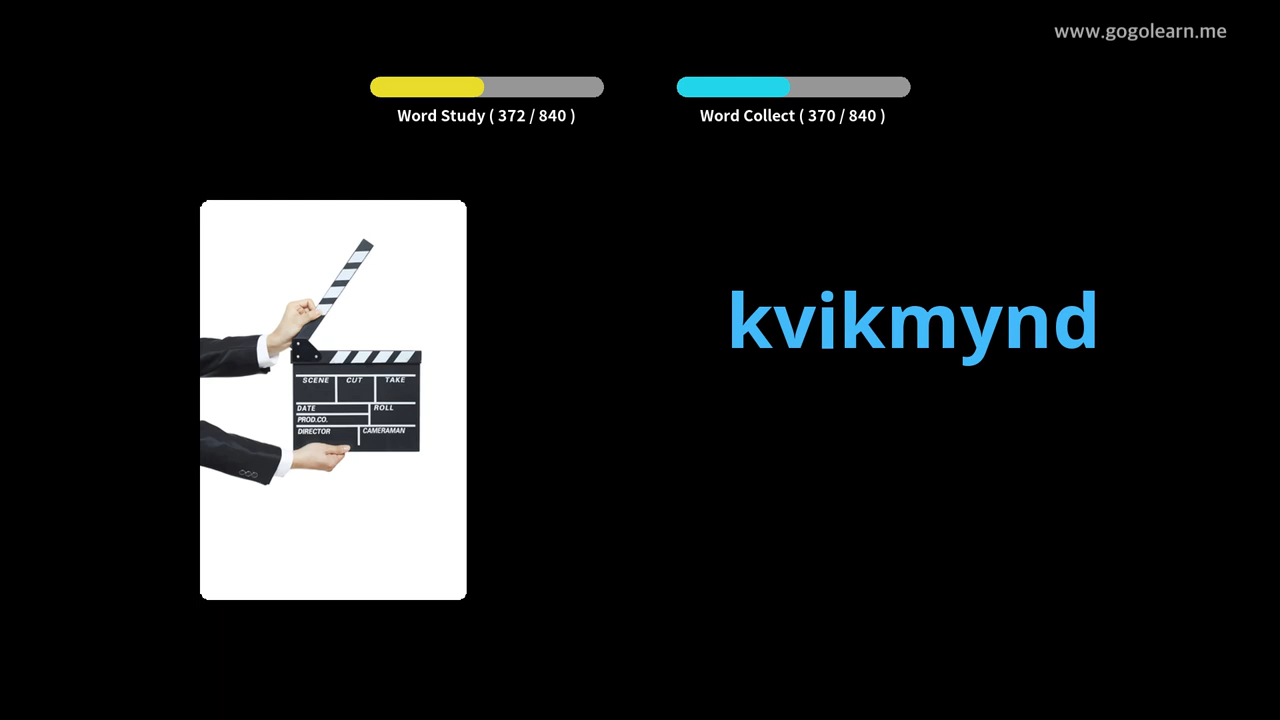 www.gogolearn.me
Word Study ( 372 / 840 )
Word Collect ( 370 / 840 )
kvikmynd
SCENE CUT TAKE
DATE ROLL
PROD.CO.
DIRECTOR CAMERAMAN